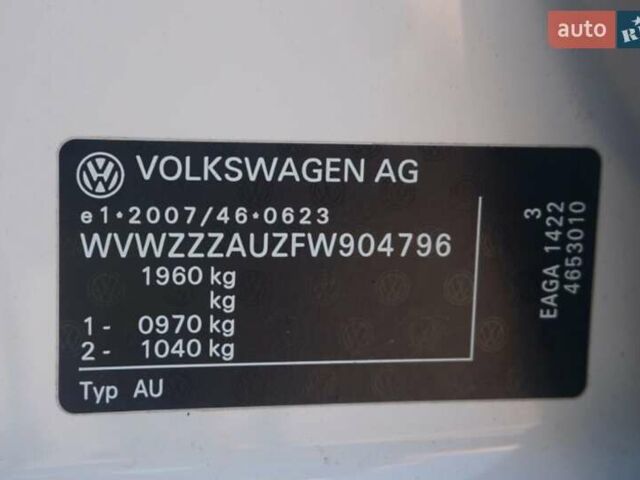 auto
VOLKSWAGEN AG
e1*2007/46*0623
WVWZZZAUZFW904796
1960 kg
kg
1- 0970 kg
2- 1040 kg
Typ AU
3
EAGA 1422
4653010